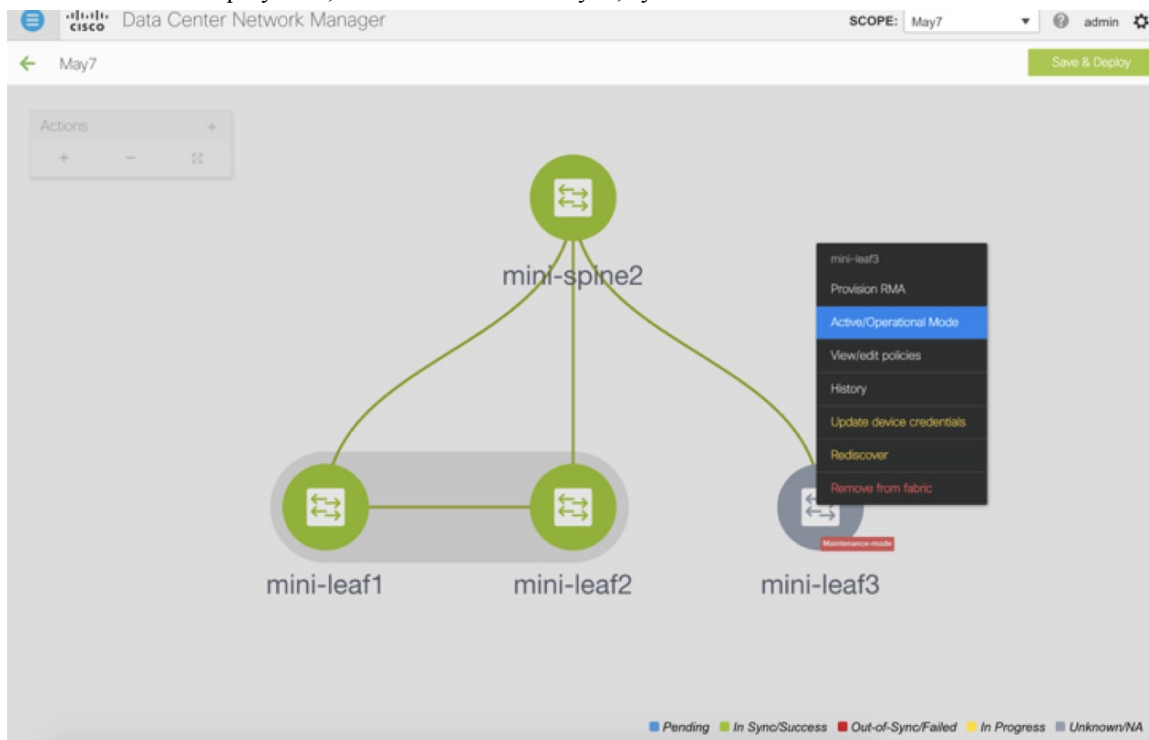 CISCO Data Center Network Manager
SCOPE: May7
admin
May7
Save & Deploy
Actions
mini-spine2
mini-leaf3
Provision RMA
Active/Operational Mode
View/edit policies
History
Update device credentials
Rediscover
Remove from fabric
Maintenance-mode
mini-leaf1
mini-leaf2
mini-leaf3
Pending In Sync/Success Out-of-Sync/Failed In Progress Unknown/NA